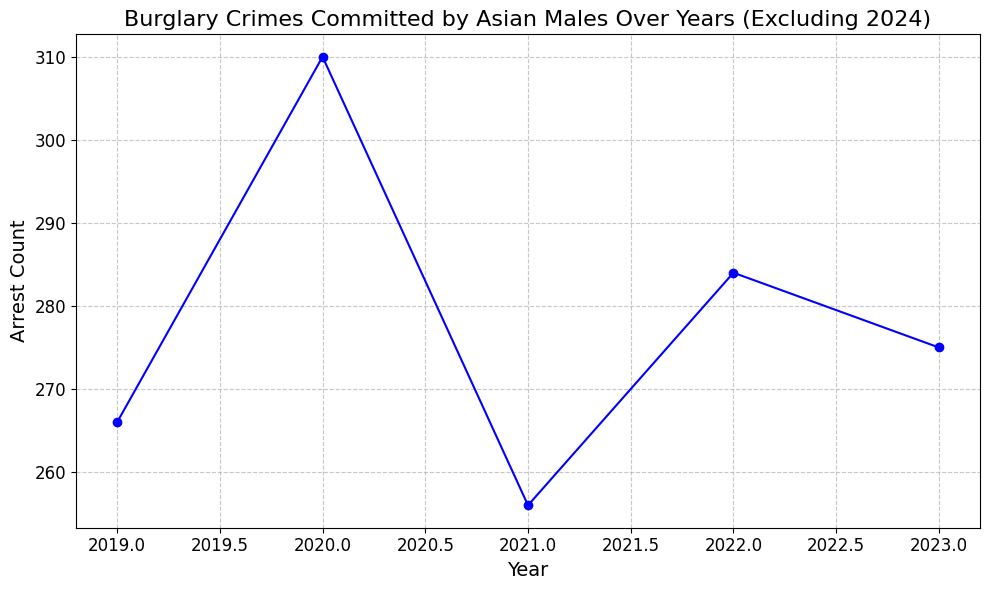 Burglary Crimes Committed by Asian Males Over Years (Excluding 2024)
Arrest Count
310
300
290
280
270
260
2019.0 2019.5 2020.0 2020.5 2021.0 2021.5 2022.0 2022.5 2023.0
Year